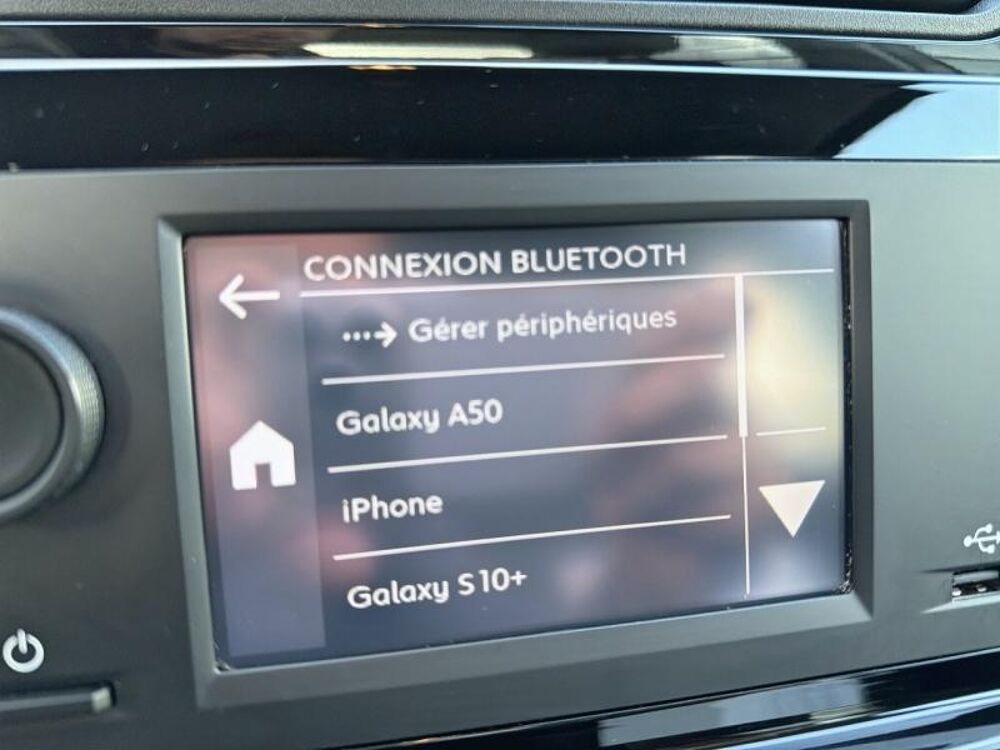 CONNEXION BLUETOOTH
Gérer périphériques
Galaxy A50
iPhone
Galaxy S10+